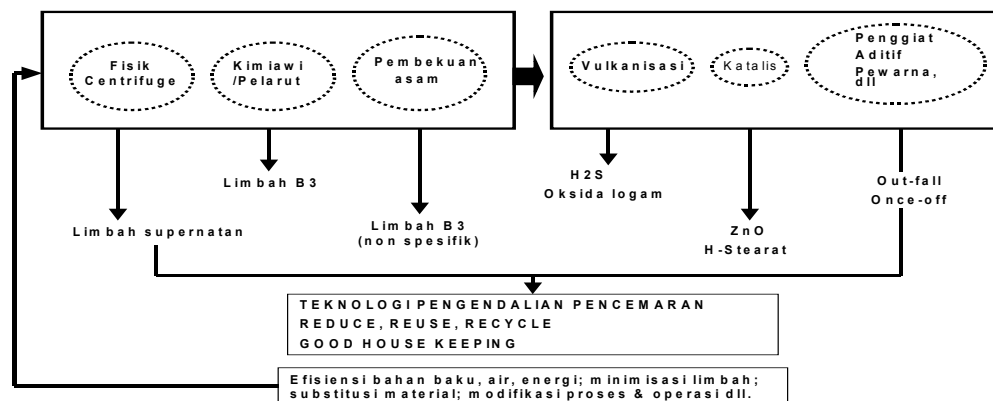 Fisik
Centrifuge
Kimiawi
/Pelarut
Pembekuan
asam
Vulkanisasi
Katalis
Penggiat
Aditif
Pewarna,
dll
Limbah supernatan
Limbah B3
Limbah B3
(non spesifik)
H2S
Oksida logam
ZnO
H-Stearat
Out-fall
Once-off
TEKNOLOGI PENGENDALIAN PENCEMARAN
REDUCE, REUSE, RECYCLE
GOOD HOUSE KEEPING
Efisiensi bahan baku, air, energi; minimisasi limbah;
substitusi material; modifikasi proses & operasi dll.